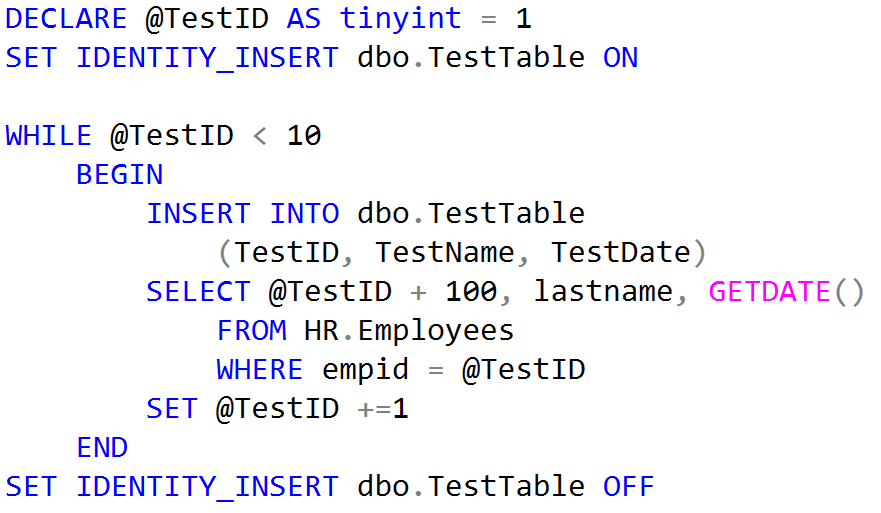 DECLARE @TestID AS tinyint = 1
SET IDENTITY_INSERT dbo.TestTable ON
WHILE @TestID < 10
BEGIN
INSERT INTO dbo.TestTable
(TestID, TestName, TestDate)
SELECT @TestID + 100, lastname, GETDATE()
FROM HR.Employees
WHERE empid = @TestID
SET @TestID +=1
END
SET IDENTITY_INSERT dbo.TestTable OFF